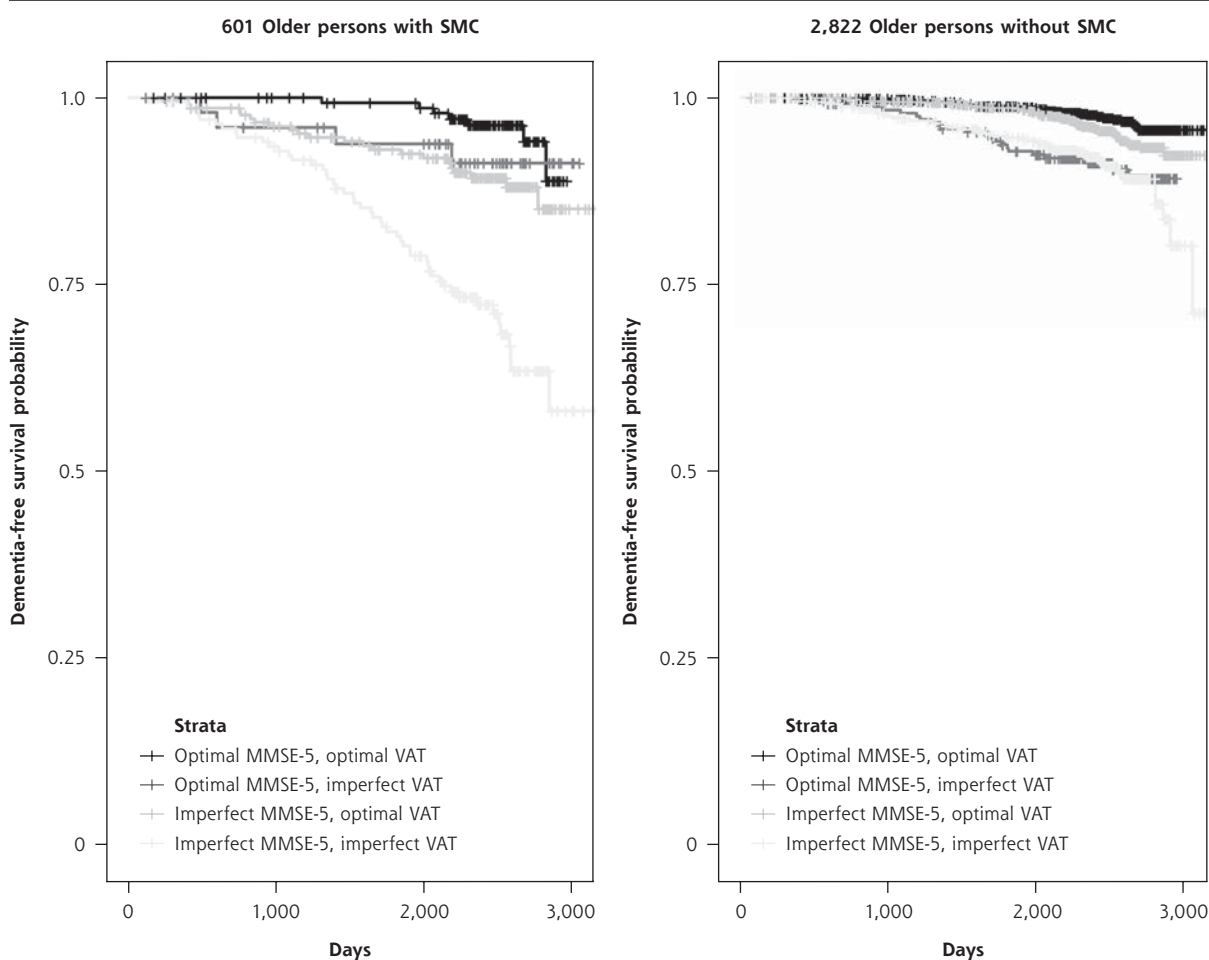 601 Older persons with SMC
Dementia-free survival probability
1.0
0.75
0.5
0.25
0
Strata
Optimal MMSE-5, optimal VAT
Optimal MMSE-5, imperfect VAT
Imperfect MMSE-5, optimal VAT
Imperfect MMSE-5, imperfect VAT
0 1,000 2,000 3,000
Days
2,822 Older persons without SMC
Dementia-free survival probability
1.0
0.75
0.5
0.25
0
Strata
Optimal MMSE-5, optimal VAT
Optimal MMSE-5, imperfect VAT
Imperfect MMSE-5, optimal VAT
Imperfect MMSE-5, imperfect VAT
0 1,000 2,000 3,000
Days